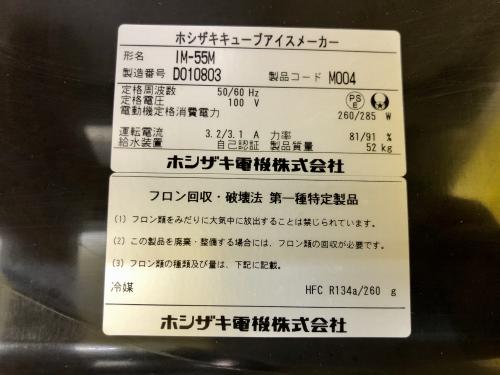 ホシザキキューブアイスメーカー
形名 IM-55M
製造番号 D010803 製品コード M004
定格周波数 50/60 Hz
定格電圧 100 V
電動機定格消費電力 260/285 W
PS E
運転電流 3.2/3.1 A 力率 81/91 %
給水装置 自己認証 製品質量 52 kg
ホシザキ電機株式会社
フロン回収・破壊法 第一種特定製品
(1) フロン類をみだりに大気中に放出することは禁じられています。
(2) この製品を廃棄・整備する場合には、フロン類の回収が必要です。
(3) フロン類の種類及び量は、下記に記載。
冷媒 HFC R134a/260 g
ホシザキ電機株式会社